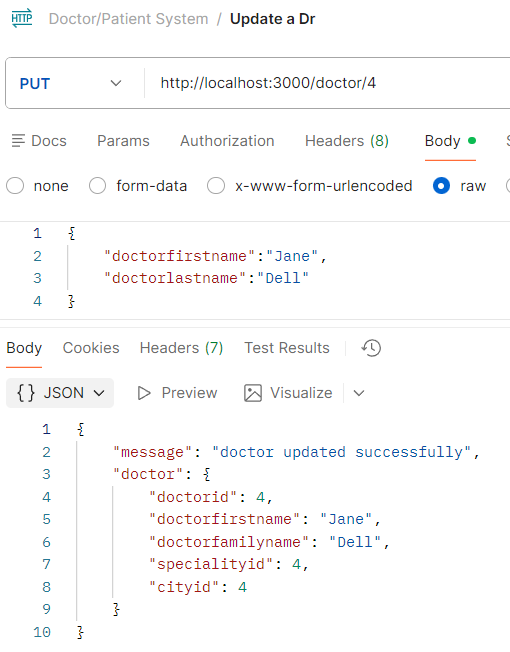 HTTP Doctor/Patient System / Update a Dr
PUT http://localhost:3000/doctor/4
Docs Params Authorization Headers (8) Body
none form-data x-www-form-urlencoded raw
1 {
2 "doctorfirstname":"Jane",
3 "doctorlastname":"Dell"
4 }
Body Cookies Headers (7) Test Results
{} JSON Preview Visualize
1 {
2 "message": "doctor updated successfully",
3 "doctor": {
4 "doctorid": 4,
5 "doctorfirstname": "Jane",
6 "doctorfamilyname": "Dell",
7 "specialityid": 4,
8 "cityid": 4
9 }
10 }